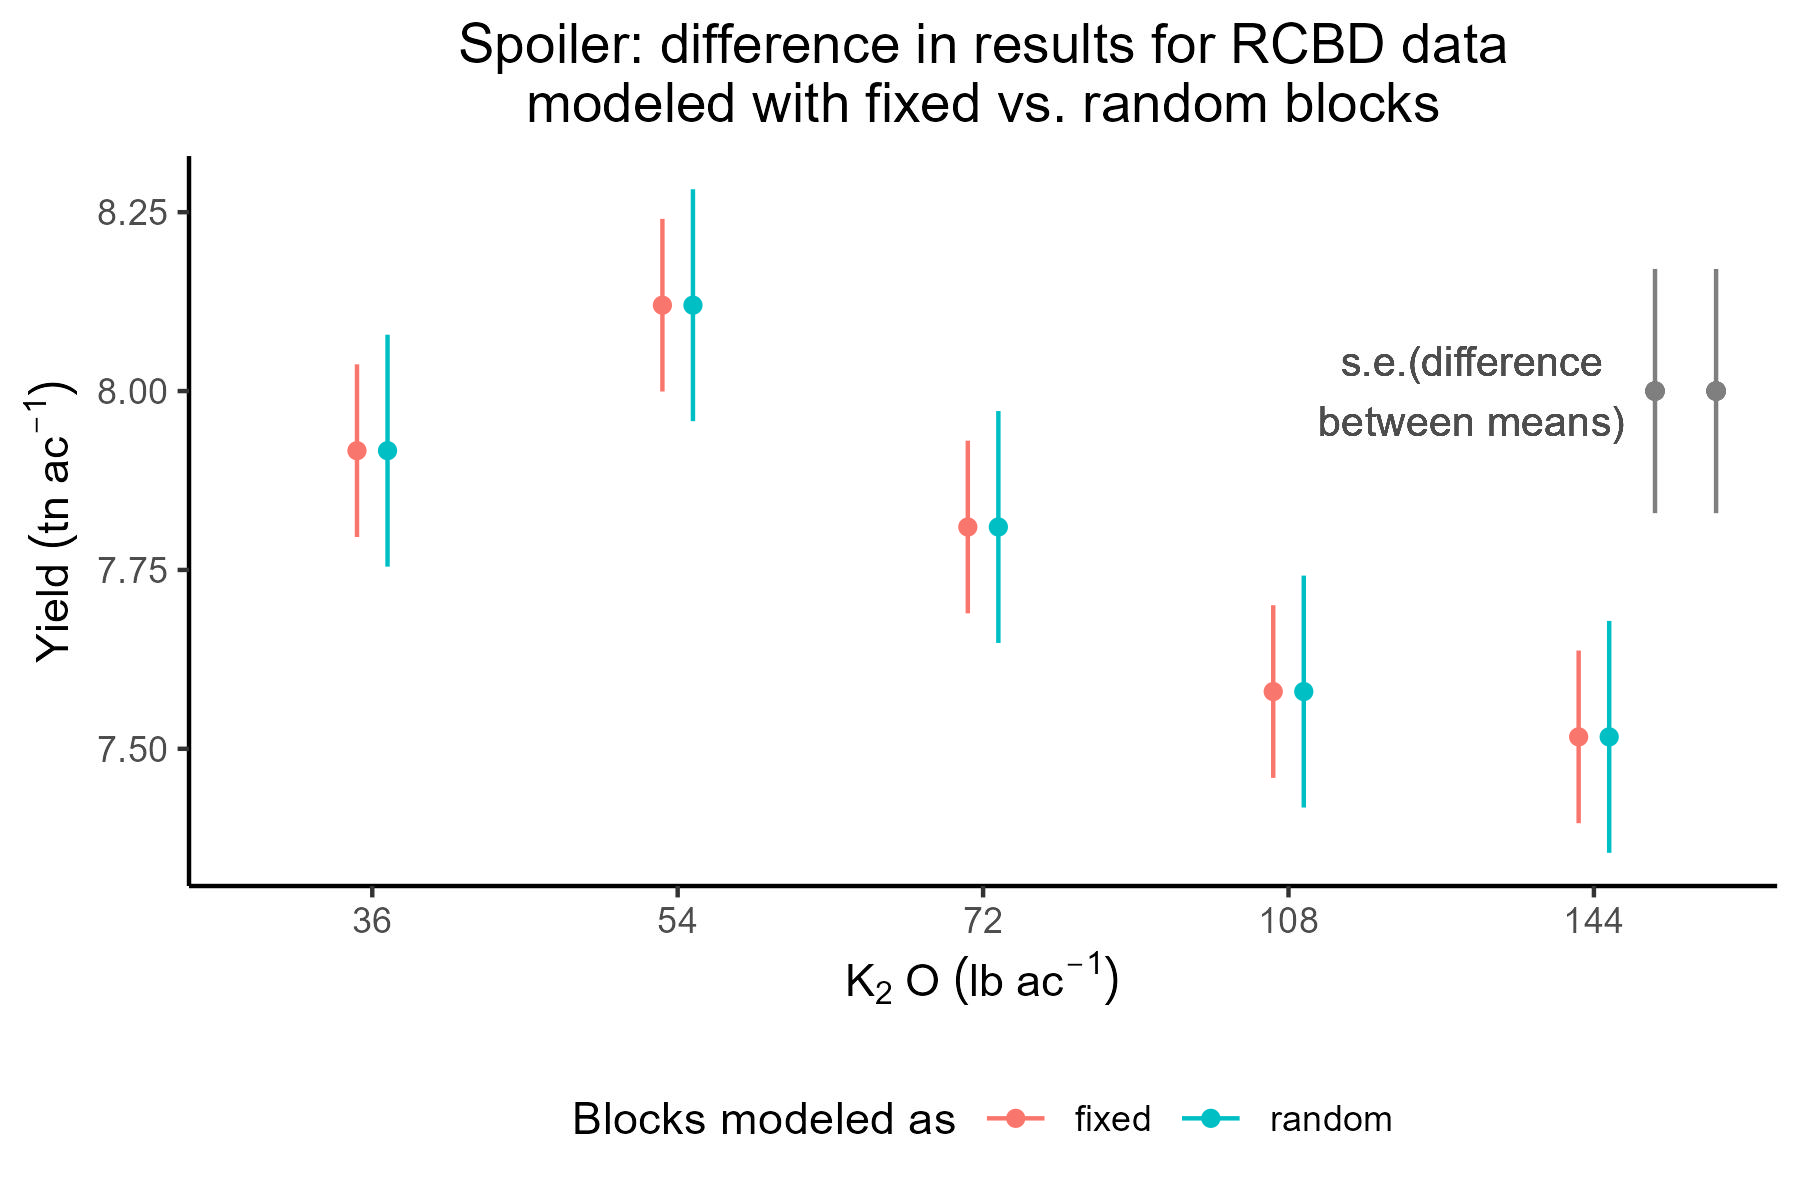 Spoiler: difference in results for RCBD data
modeled with fixed vs. random blocks
Yield (tn ac⁻¹)
8.25
8.00
7.75
7.50
s.e.(difference
between means)
36 54 72 108 144
K₂ O (lb ac⁻¹)
Blocks modeled as fixed random